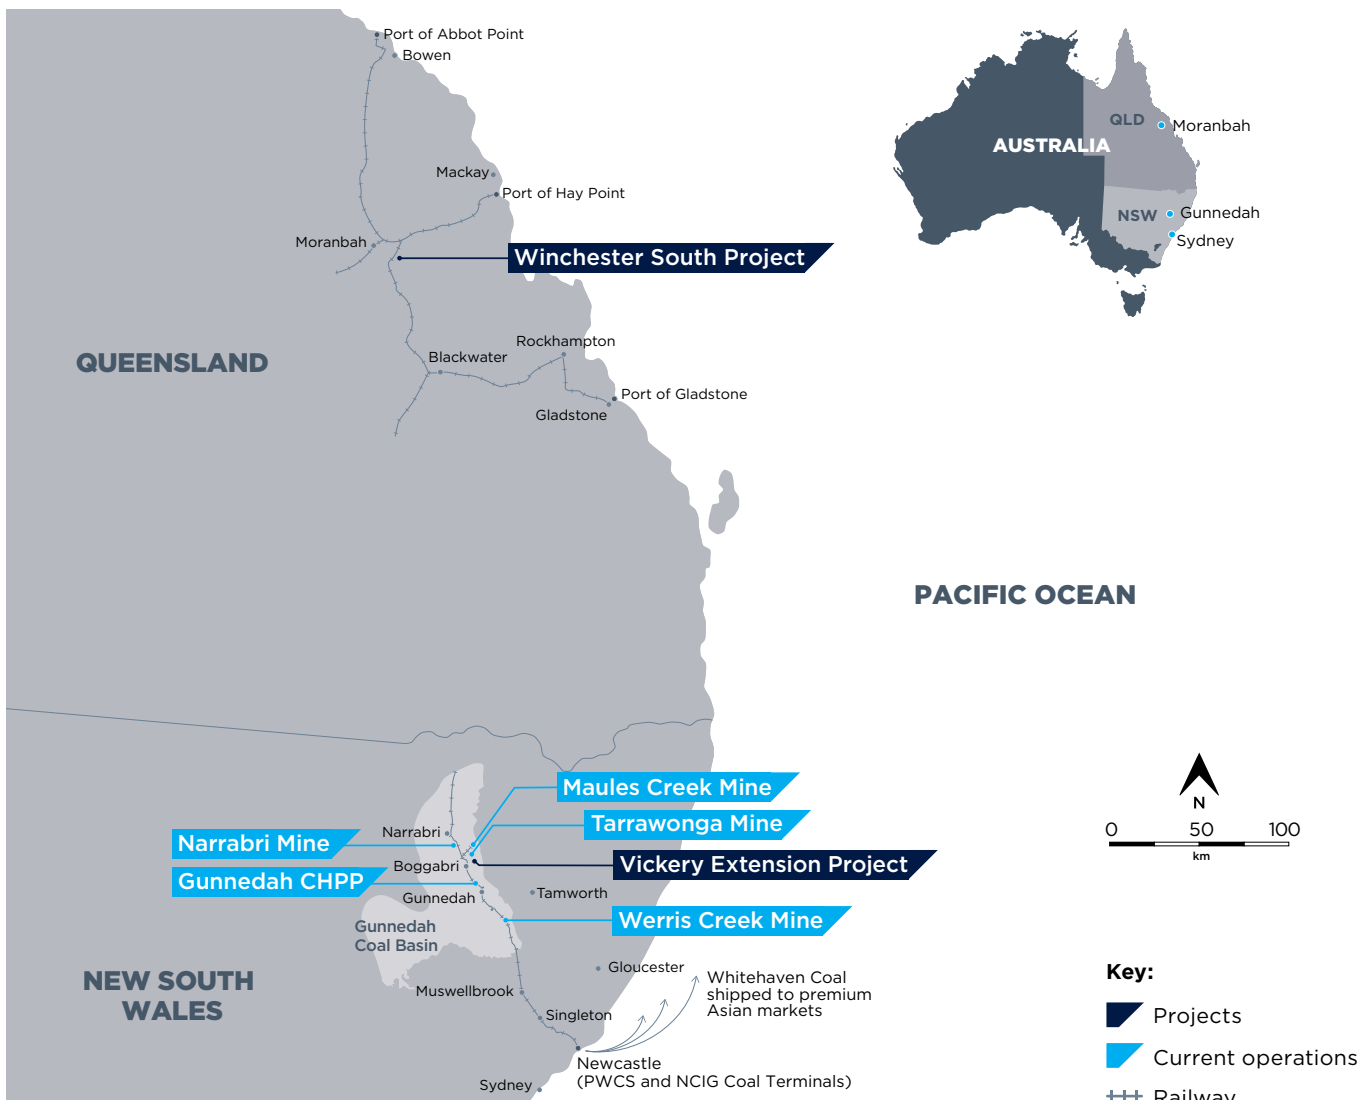 Port of Abbot Point
Bowen
Mackay
Port of Hay Point
Moranbah
Winchester South Project
QUEENSLAND
Rockhampton
Blackwater
Port of Gladstone
Gladstone
QLD
Moranbah
AUSTRALIA
NSW
Gunnedah
Sydney
PACIFIC OCEAN
Maules Creek Mine
Tarrawonga Mine
Narrabri
Narrabri Mine
Vickery Extension Project
Boggabri
Gunnedah CHPP
Gunnedah
Tamworth
Werris Creek Mine
Gunnedah
Coal Basin
NEW SOUTH
WALES
Gloucester
Whitehaven Coal
shipped to premium
Asian markets
Muswellbrook
Singleton
Newcastle
(PWCS and NCIG Coal Terminals)
Sydney
N
0 50 100
km
Key:
Projects
Current operations
Railway